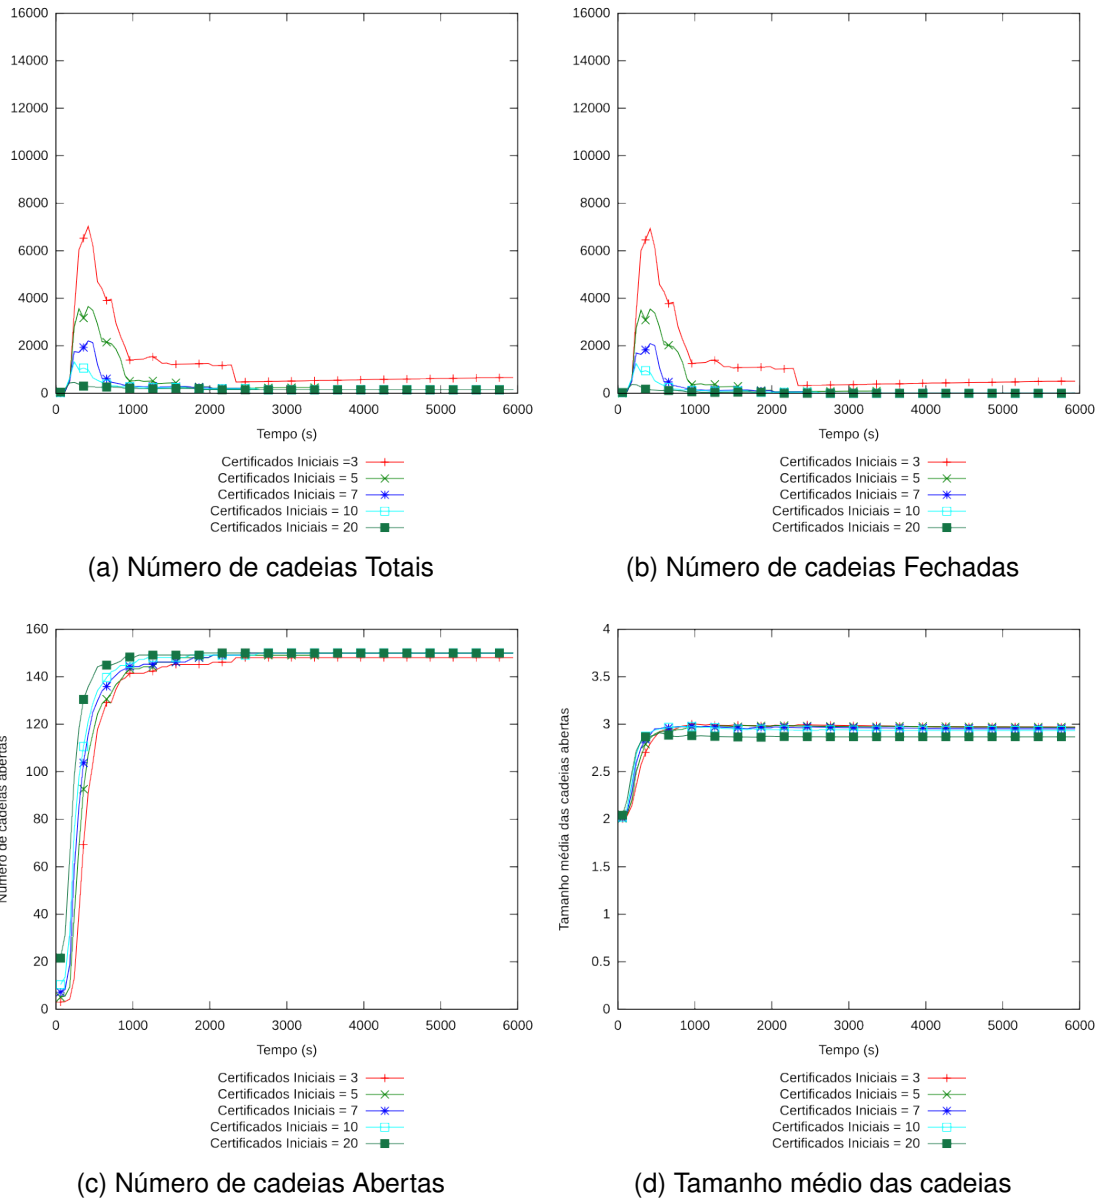 16000
14000
12000
10000
8000
6000
4000
2000
0
0 1000 2000 3000 4000 5000 6000
Tempo (s)
Certificados Iniciais =3
Certificados Iniciais = 5
Certificados Iniciais = 7
Certificados Iniciais = 10
Certificados Iniciais = 20
(a) Número de cadeias Totais
16000
14000
12000
10000
8000
6000
4000
2000
0
0 1000 2000 3000 4000 5000 6000
Tempo (s)
Certificados Iniciais = 3
Certificados Iniciais = 5
Certificados Iniciais = 7
Certificados Iniciais = 10
Certificados Iniciais = 20
(b) Número de cadeias Fechadas
Número de cadeias abertas
160
140
120
100
80
60
40
20
0
0 1000 2000 3000 4000 5000 6000
Tempo (s)
Certificados Iniciais = 3
Certificados Iniciais = 5
Certificados Iniciais = 7
Certificados Iniciais = 10
Certificados Iniciais = 20
(c) Número de cadeias Abertas
Tamanho média das cadeias abertas
4
3.5
3
2.5
2
1.5
1
0.5
0
0 1000 2000 3000 4000 5000 6000
Tempo (s)
Certificados Iniciais = 3
Certificados Iniciais = 5
Certificados Iniciais = 7
Certificados Iniciais = 10
Certificados Iniciais = 20
(d) Tamanho médio das cadeias